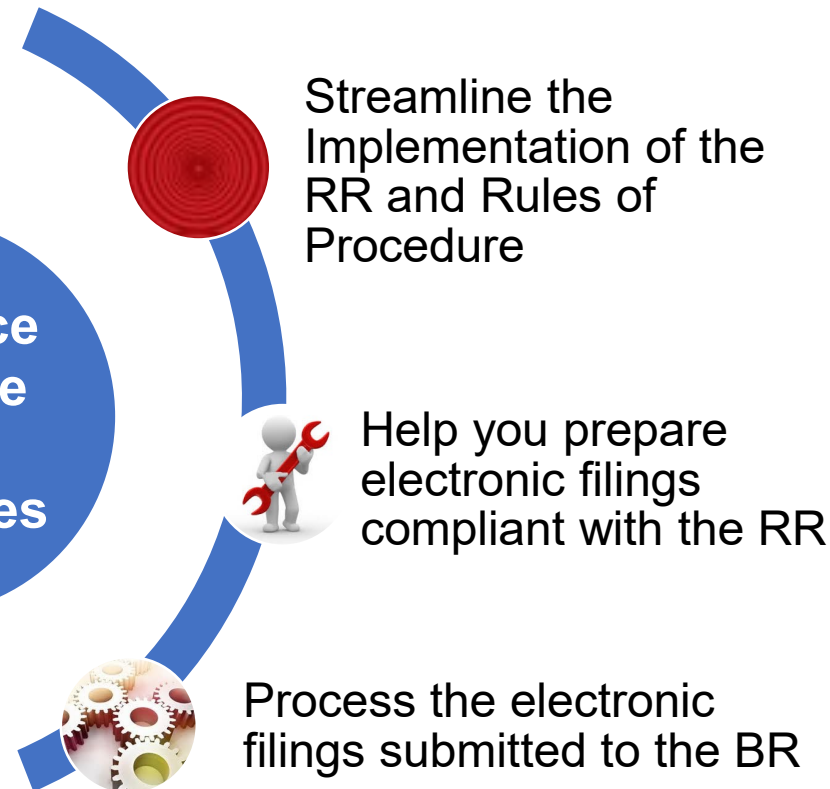 Streamline the
Implementation of the
RR and Rules of
Procedure
Help you prepare
electronic filings
compliant with the RR
Process the electronic
filings submitted to the BR